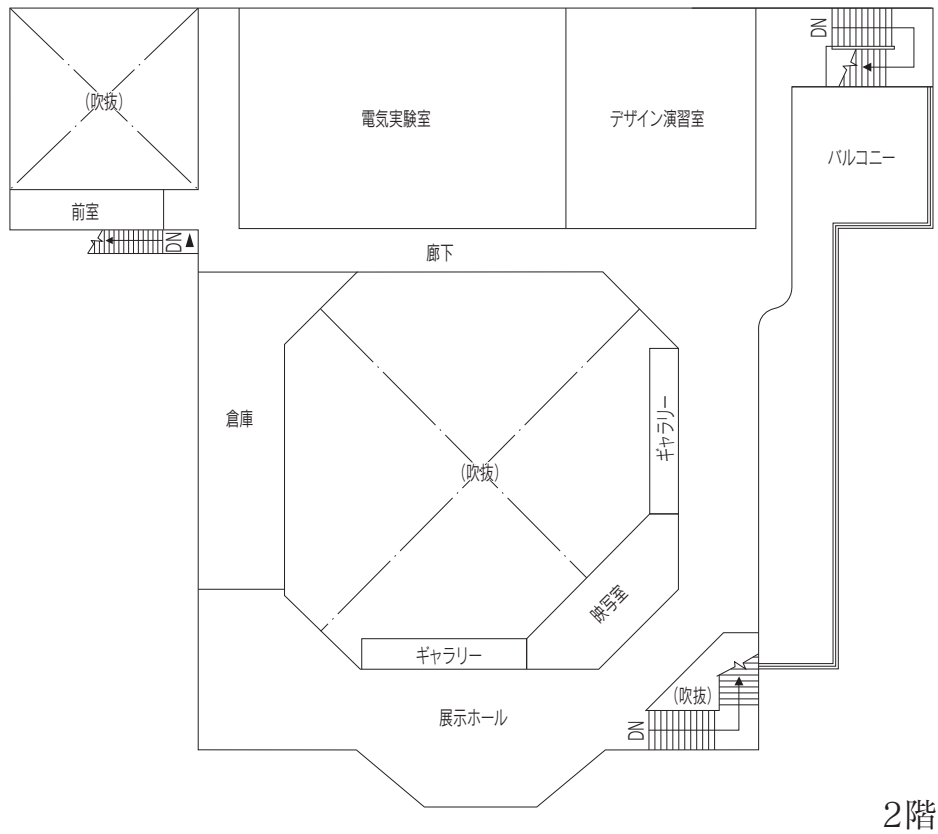 DN
(吹抜)
電気実験室
デザイン演習室
バルコニー
前室
DN
廊下
倉庫
ギャラリー
(吹抜)
映写室
ギャラリー
(吹抜)
展示ホール
DN
2階